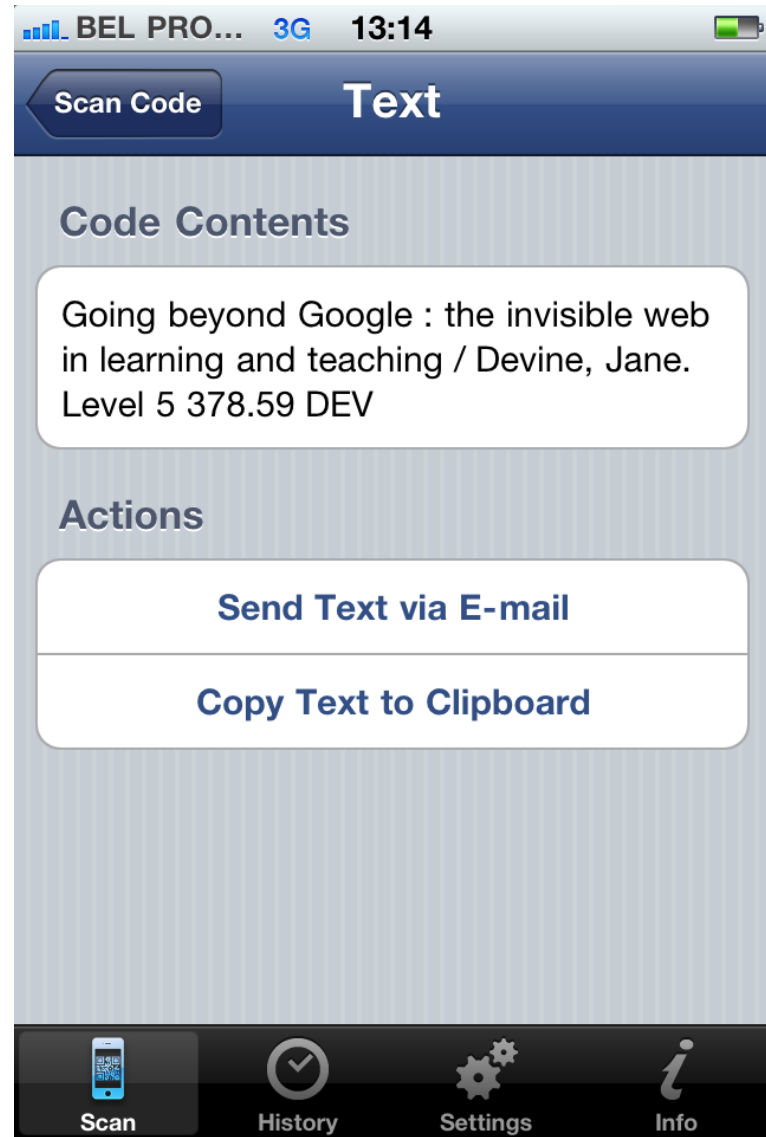 BEL PRO... 3G 13:14
Scan Code Text
Code Contents
Going beyond Google : the invisible web
in learning and teaching / Devine, Jane.
Level 5 378.59 DEV
Actions
Send Text via E-mail
Copy Text to Clipboard
Scan History Settings Info